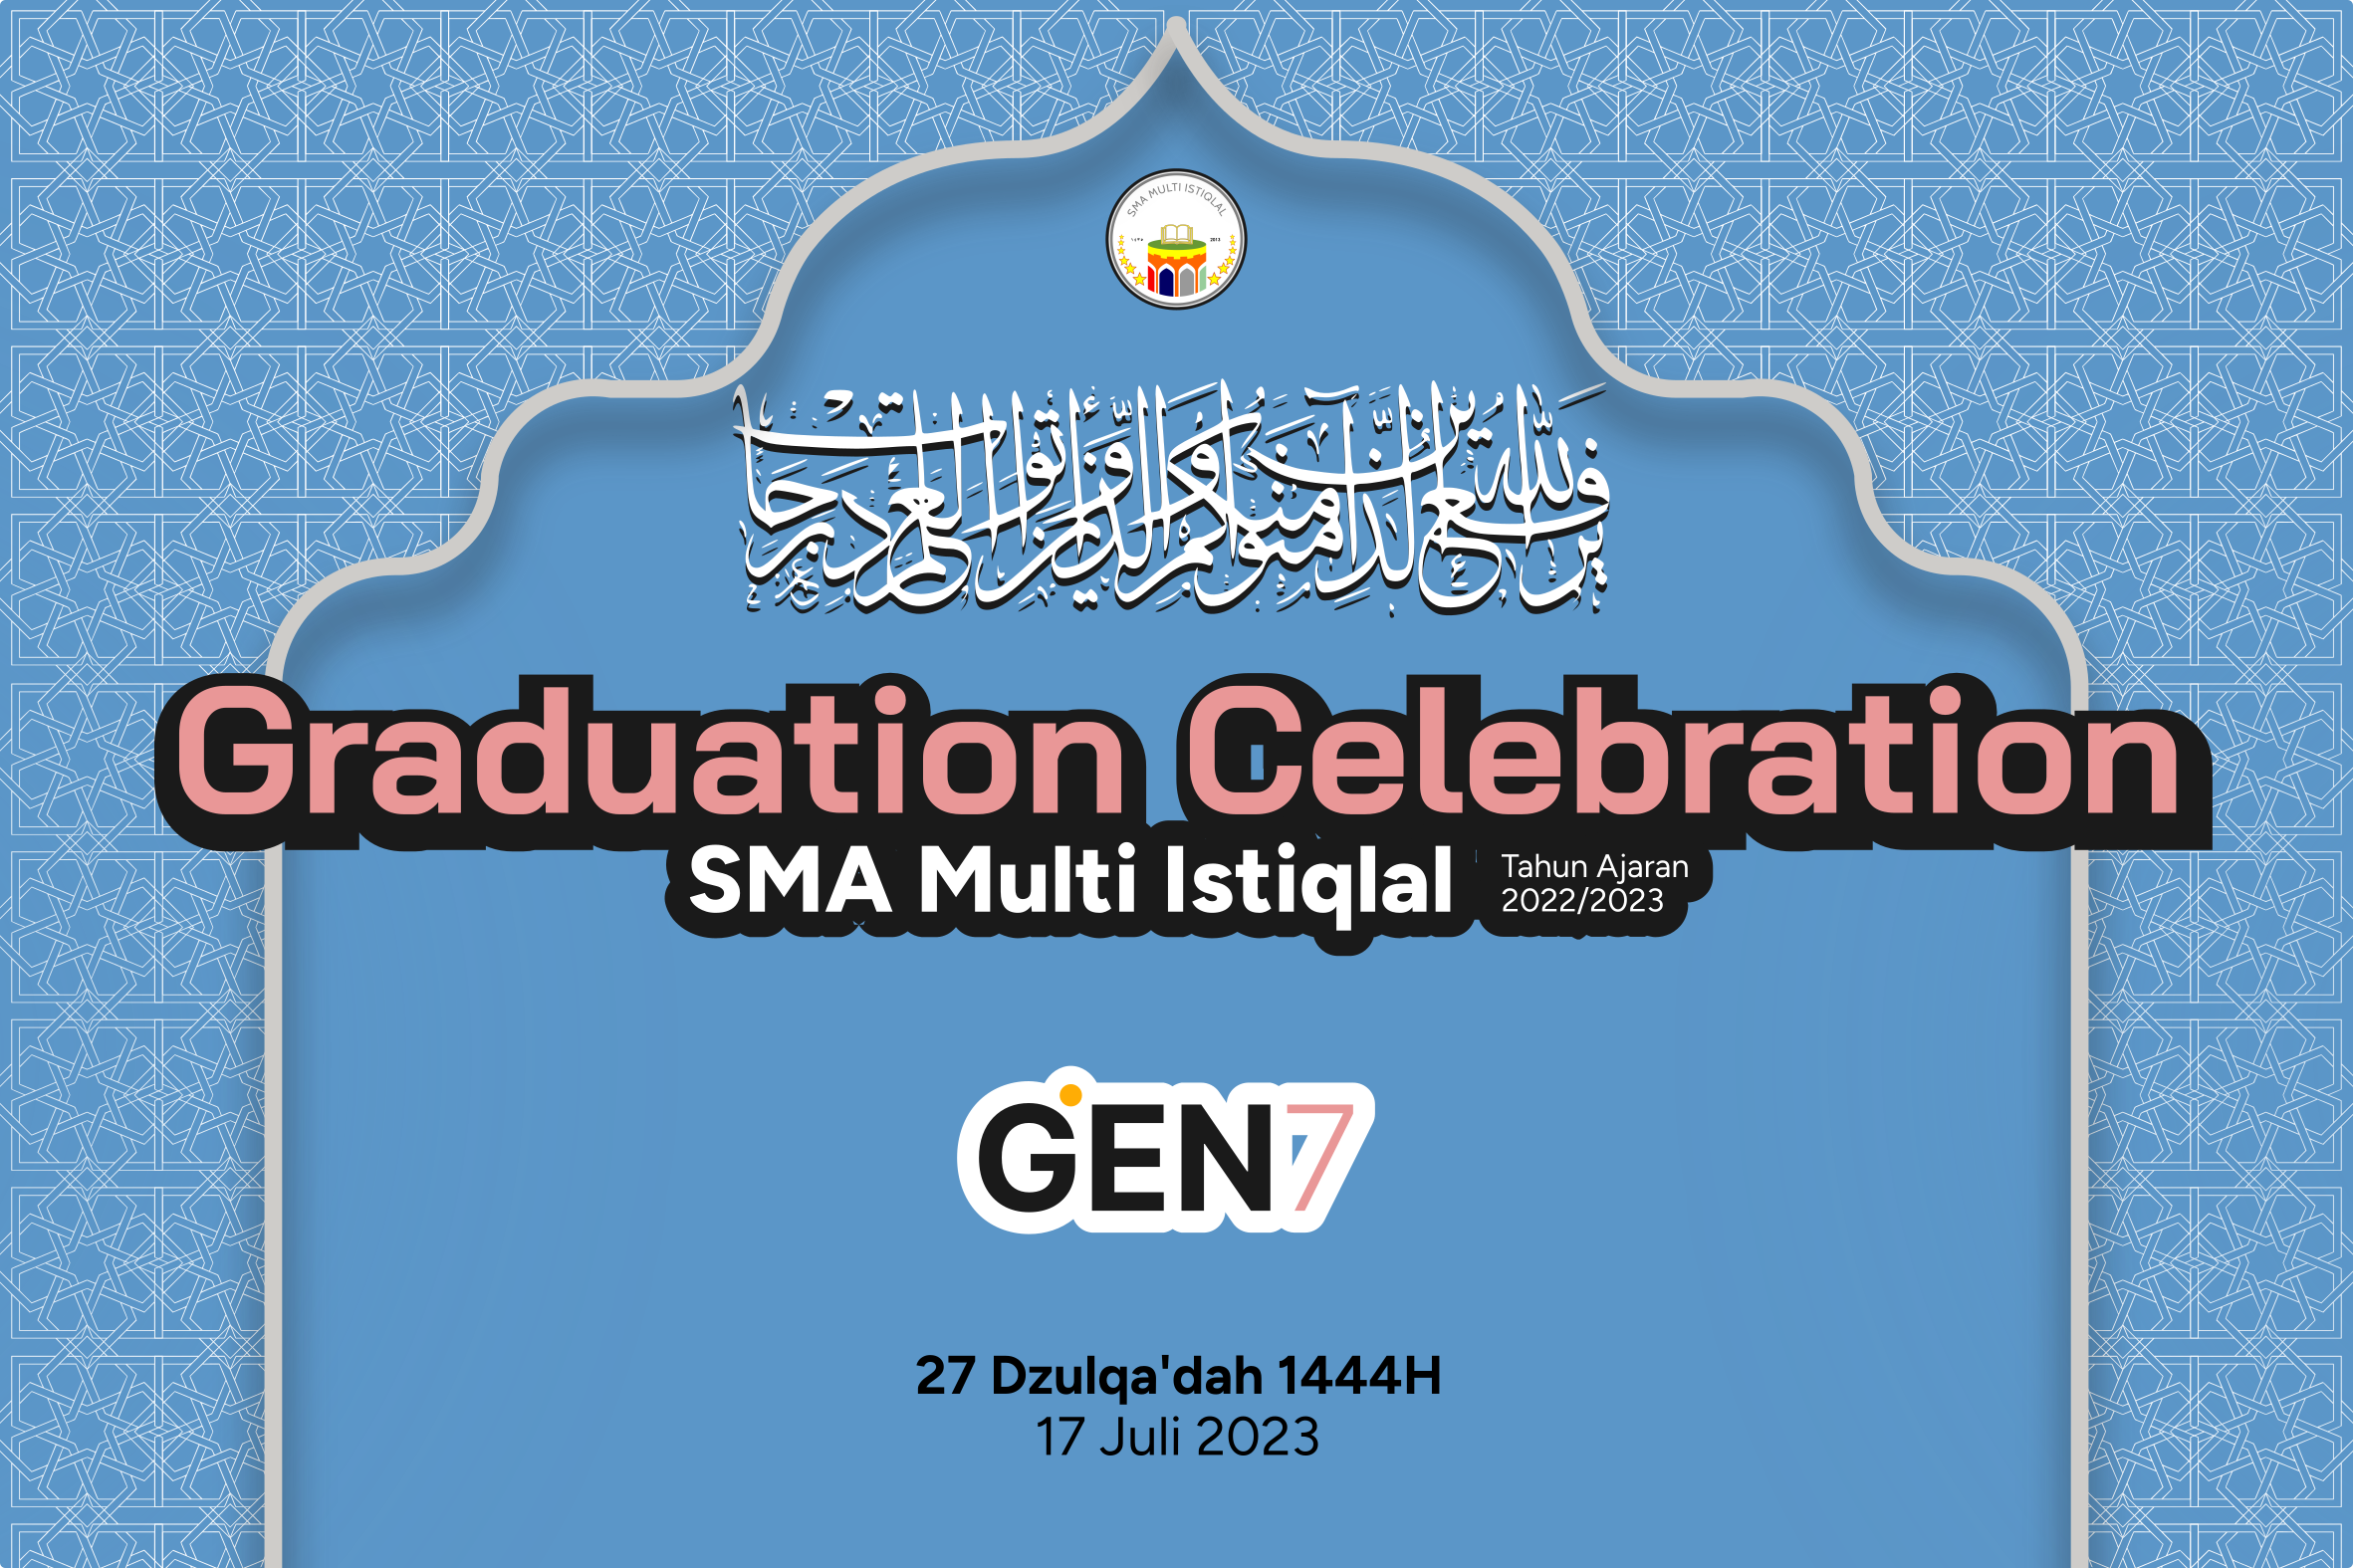 SMA MULTI ISTIQLAL
2013
يرفع الله الذين آمنوا منكم والذين أوتوا العلم درجات
Graduation Celebration
SMA Multi Istiqlal
Tahun Ajaran
2022/2023
GEN7
27 Dzulqa'dah 1444H
17 Juli 2023